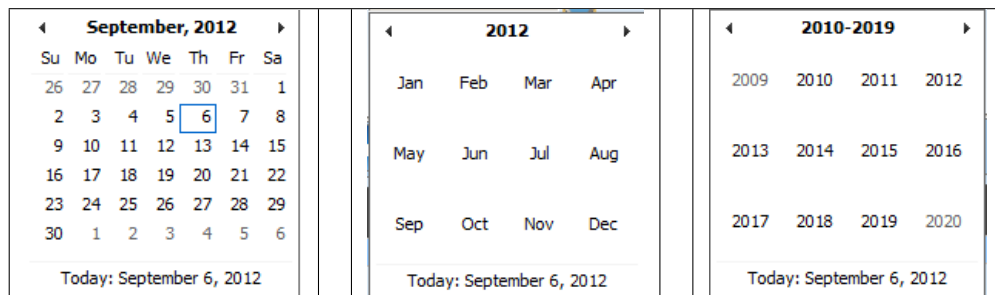 September, 2012
Su Mo Tu We Th Fr Sa
26 27 28 29 30 31 1
2 3 4 5 6 7 8
9 10 11 12 13 14 15
16 17 18 19 20 21 22
23 24 25 26 27 28 29
30 1 2 3 4 5 6
Today: September 6, 2012
2012
Jan Feb Mar Apr
May Jun Jul Aug
Sep Oct Nov Dec
Today: September 6, 2012
2010-2019
2009 2010 2011 2012
2013 2014 2015 2016
2017 2018 2019 2020
Today: September 6, 2012